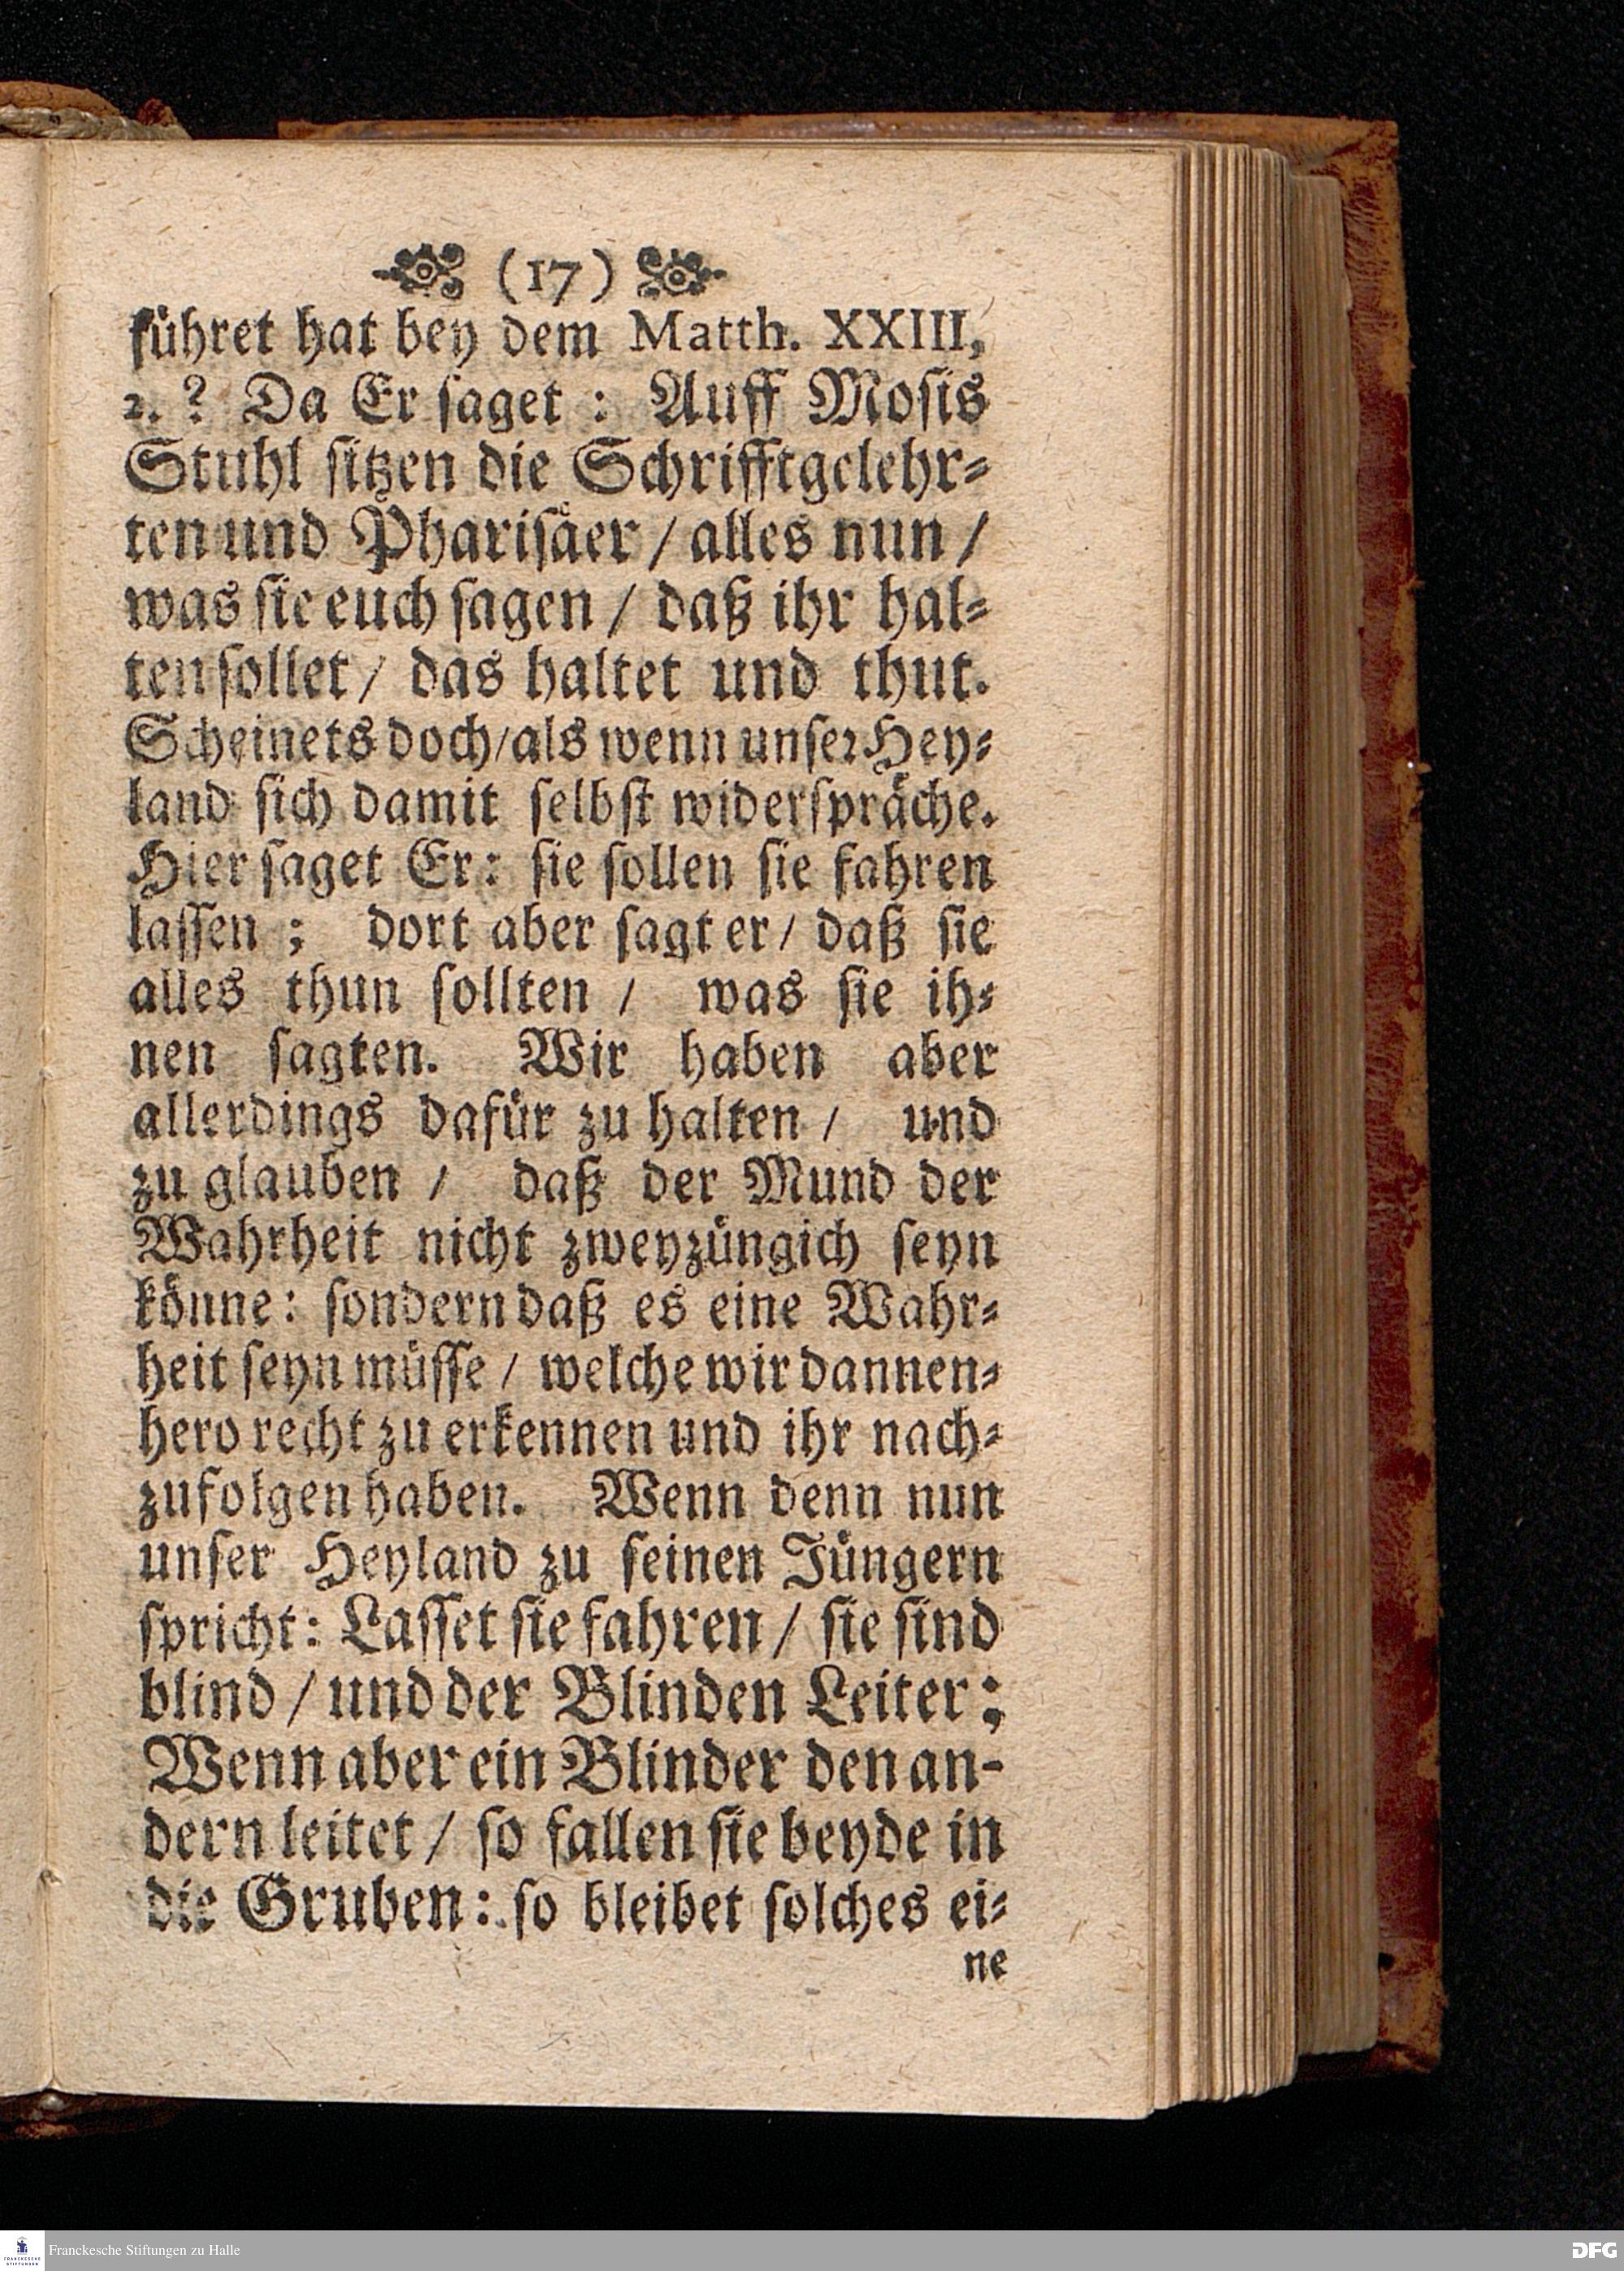 (17)
führet hat bey dem Matth. XXIII,
2. ? Da Er saget : Auff Mosis
Stuhl sitzen die Schrifftgelehr-
ten und Pharisäer / alles nun /
was sie euch sagen / daß ihr hal-
ten sollet / das haltet und thut.
Scheinets doch / als wenn unser Hey-
land sich damit selbst widerspräche.
Hier saget Er: sie sollen sie fahren
lassen ; dort aber sagt er / daß sie
alles thun sollten / was sie ih-
nen sagten. Wir haben aber
allerdings dafür zu halten / und
zu glauben / daß der Mund der
Wahrheit nicht zweyzüngich seyn
könne: sondern daß es eine Wahr-
heit seyn müsse / welche wir dannen-
hero recht zu erkennen und ihr nach-
zufolgen haben. Wenn denn nun
unser Heyland zu seinen Jüngern
spricht: Lasset sie fahren / sie sind
blind / und der Blinden Leiter;
Wenn aber ein Blinder den an-
dern leitet / so fallen sie beyde in
die Gruben: so bleibet solches ei-
ne
FRANCKESCHE STIFTUNGEN
Franckesche Stiftungen zu Halle
DFG